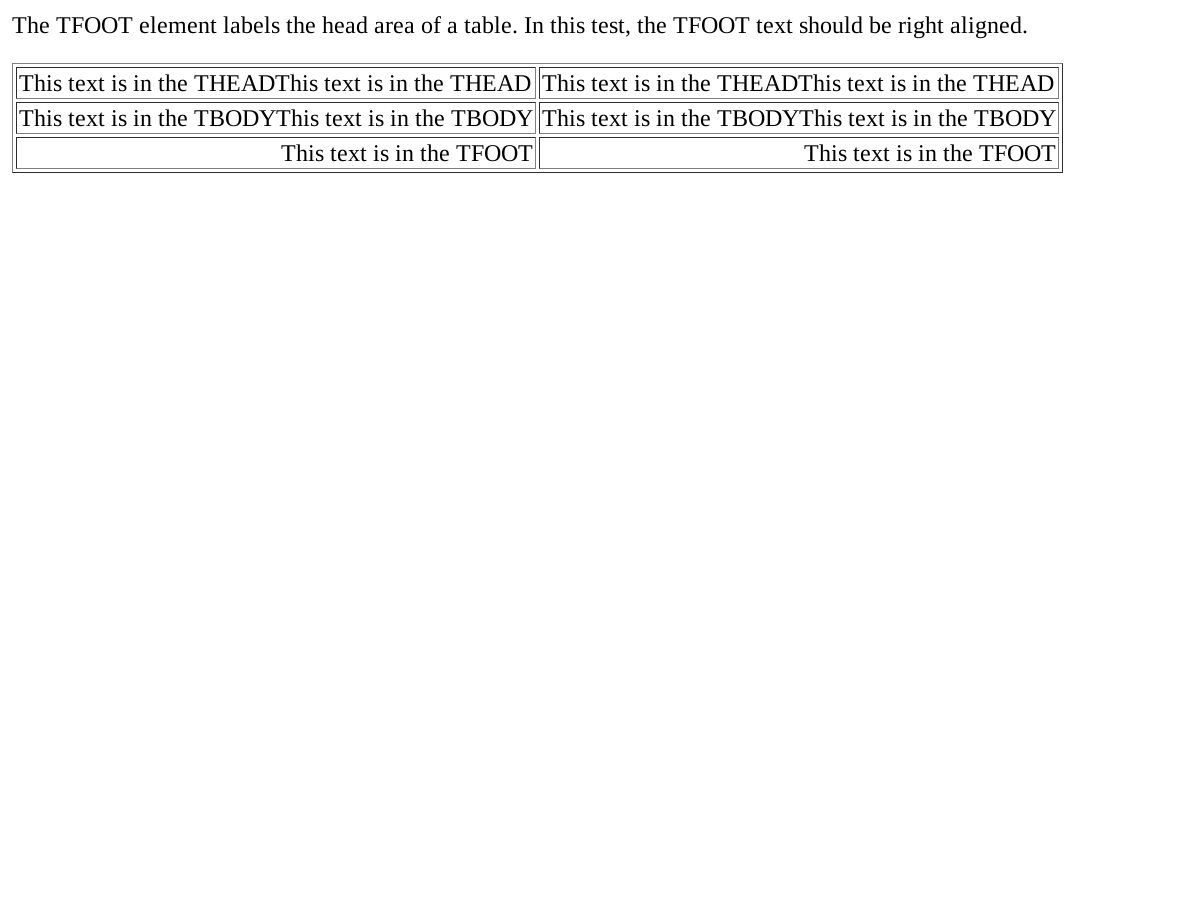 The TFOOT element labels the head area of a table. In this test, the TFOOT text should be right aligned.
This text is in the THEADThis text is in the THEAD This text is in the THEADThis text is in the THEAD
This text is in the TBODYThis text is in the TBODY This text is in the TBODYThis text is in the TBODY
This text is in the TFOOT This text is in the TFOOT